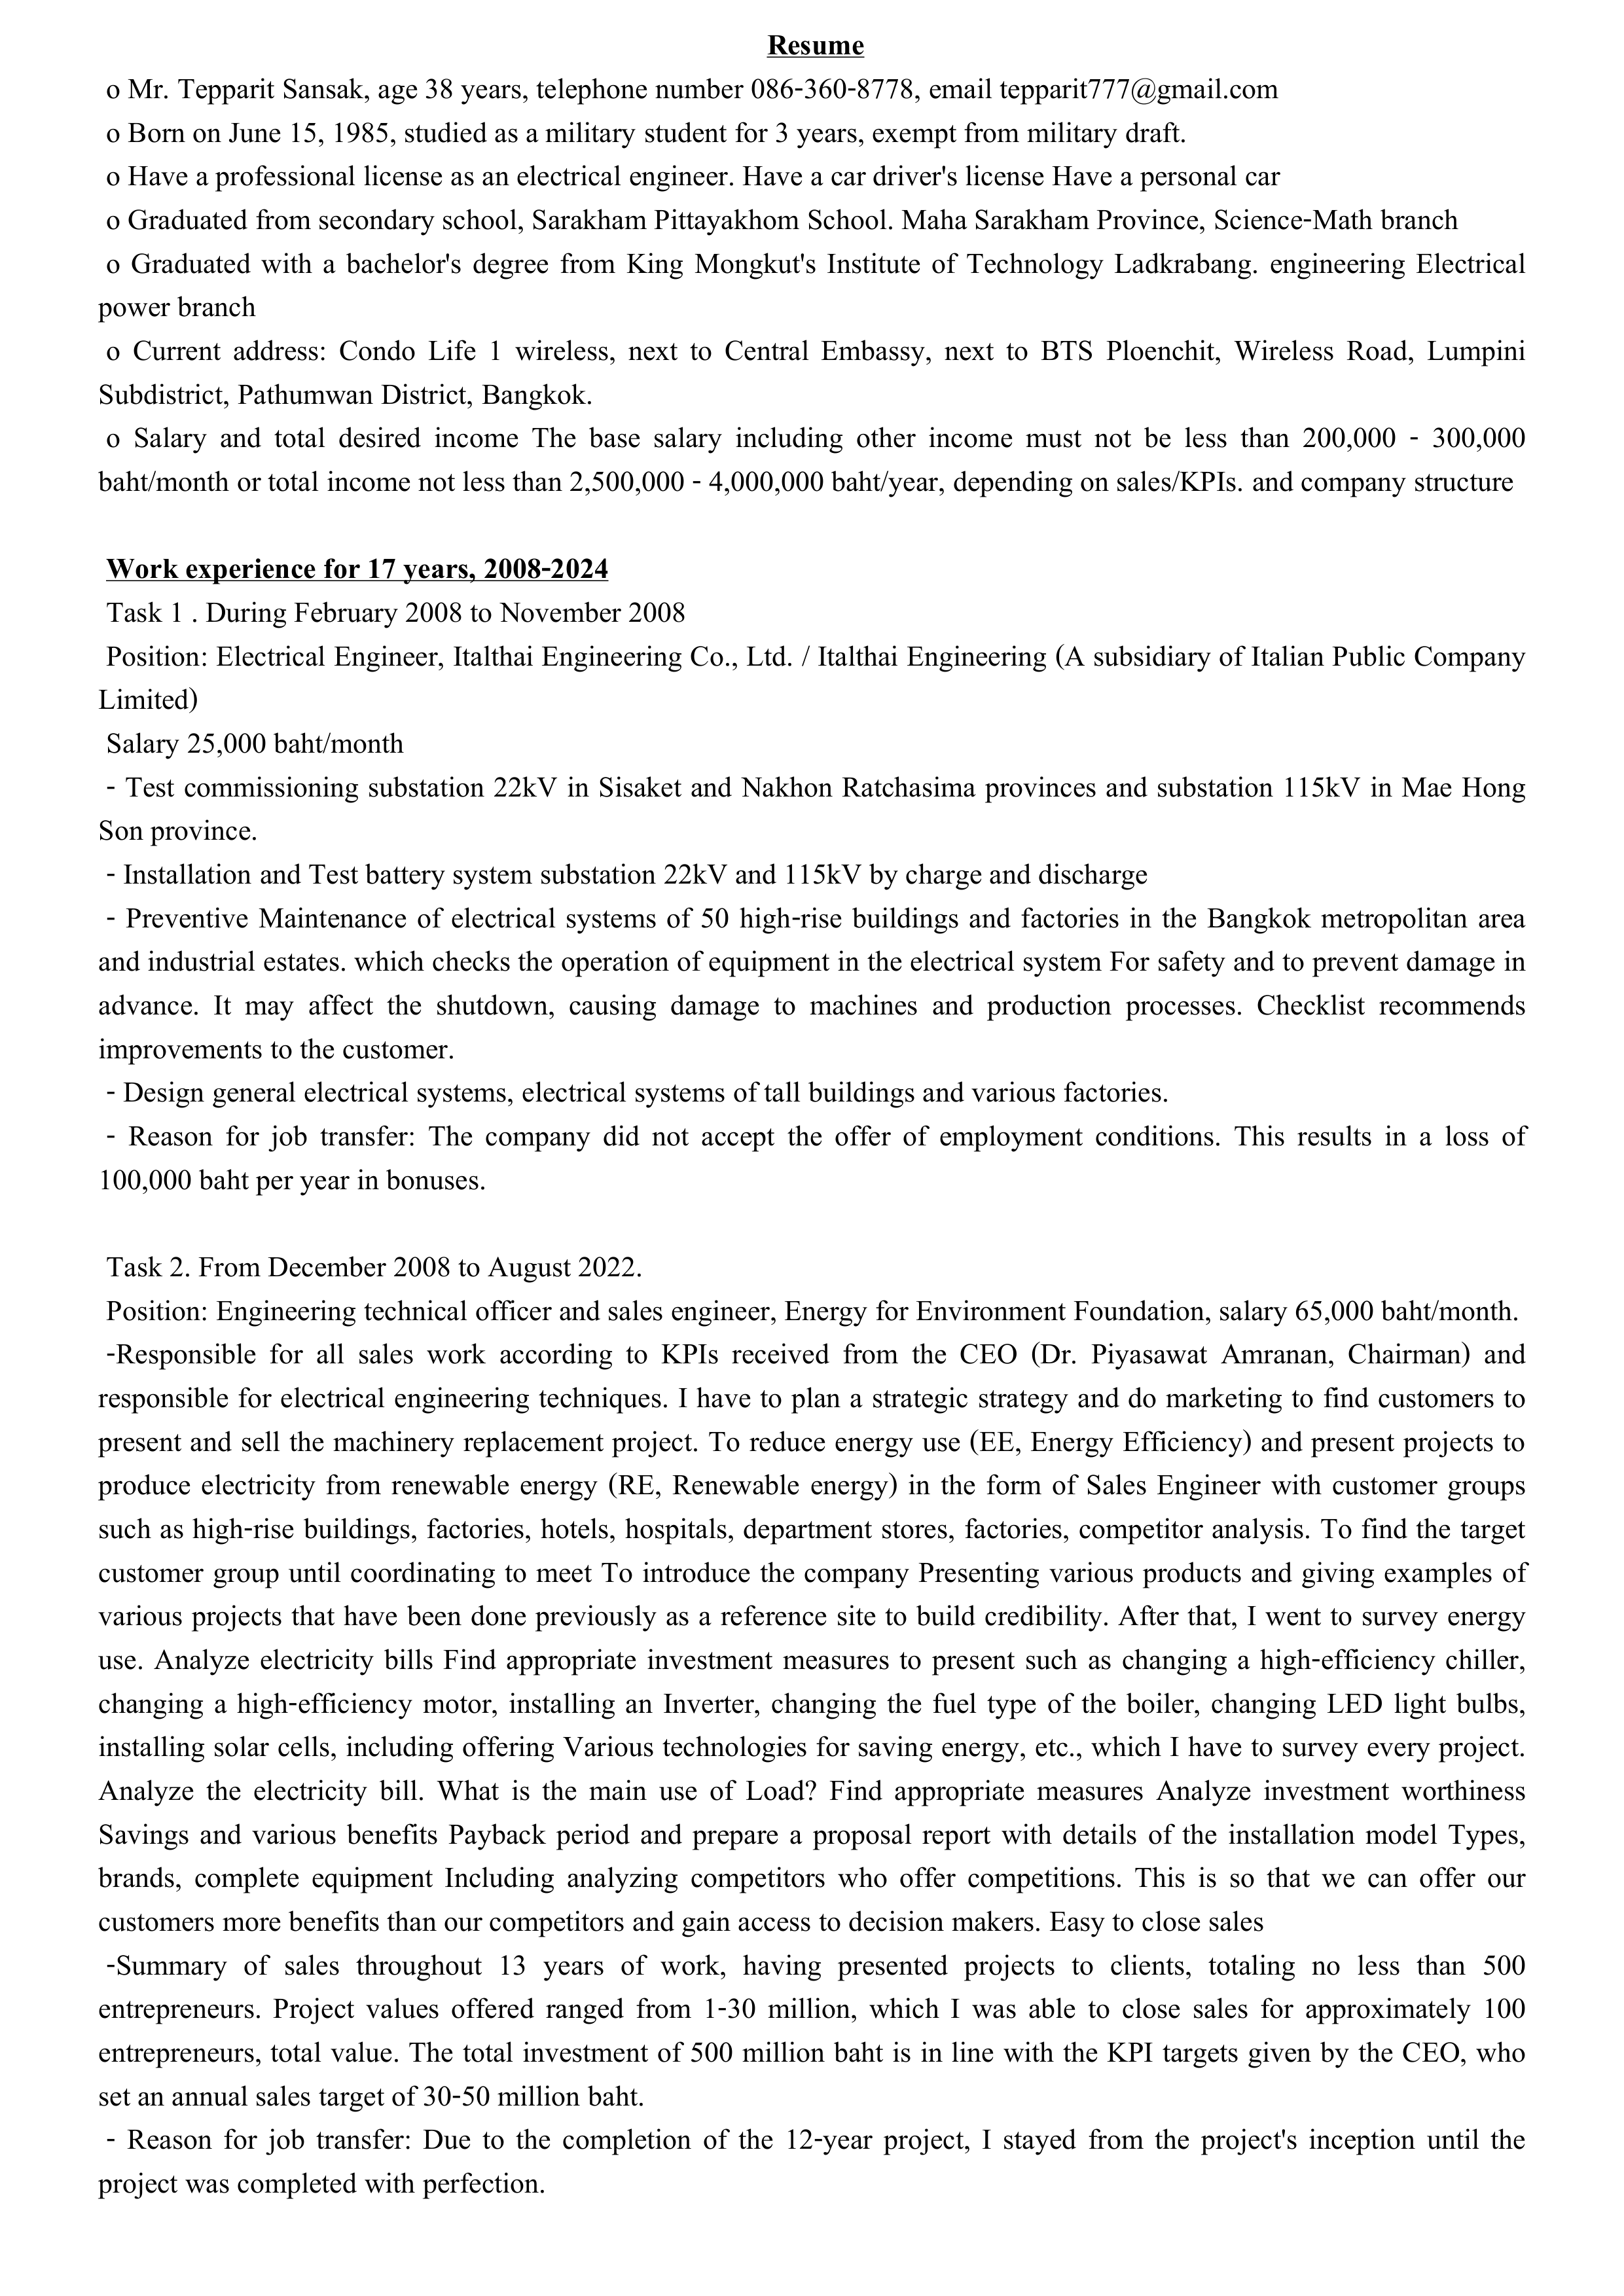 Resume
o Mr. Tepparit Sansak, age 38 years, telephone number 086-360-8778, email tepparit777@gmail.com
o Born on June 15, 1985, studied as a military student for 3 years, exempt from military draft.
o Have a professional license as an electrical engineer. Have a car driver's license Have a personal car
o Graduated from secondary school, Sarakham Pittayakhom School. Maha Sarakham Province, Science-Math branch
o Graduated with a bachelor's degree from King Mongkut's Institute of Technology Ladkrabang. engineering Electrical
power branch
o Current address: Condo Life 1 wireless, next to Central Embassy, next to BTS Ploenchit, Wireless Road, Lumpini
Subdistrict, Pathumwan District, Bangkok.
o Salary and total desired income The base salary including other income must not be less than 200,000 - 300,000
baht/month or total income not less than 2,500,000 - 4,000,000 baht/year, depending on sales/KPIs. and company structure
Work experience for 17 years, 2008-2024
Task 1 . During February 2008 to November 2008
Position: Electrical Engineer, Italthai Engineering Co., Ltd. / Italthai Engineering (A subsidiary of Italian Public Company
Limited)
Salary 25,000 baht/month
- Test commissioning substation 22kV in Sisaket and Nakhon Ratchasima provinces and substation 115kV in Mae Hong
Son province.
- Installation and Test battery system substation 22kV and 115kV by charge and discharge
- Preventive Maintenance of electrical systems of 50 high-rise buildings and factories in the Bangkok metropolitan area
and industrial estates. which checks the operation of equipment in the electrical system For safety and to prevent damage in
advance. It may affect the shutdown, causing damage to machines and production processes. Checklist recommends
improvements to the customer.
- Design general electrical systems, electrical systems of tall buildings and various factories.
- Reason for job transfer: The company did not accept the offer of employment conditions. This results in a loss of
100,000 baht per year in bonuses.
Task 2. From December 2008 to August 2022.
Position: Engineering technical officer and sales engineer, Energy for Environment Foundation, salary 65,000 baht/month.
-Responsible for all sales work according to KPIs received from the CEO (Dr. Piyasawat Amranan, Chairman) and
responsible for electrical engineering techniques. I have to plan a strategic strategy and do marketing to find customers to
present and sell the machinery replacement project. To reduce energy use (EE, Energy Efficiency) and present projects to
produce electricity from renewable energy (RE, Renewable energy) in the form of Sales Engineer with customer groups
such as high-rise buildings, factories, hotels, hospitals, department stores, factories, competitor analysis. To find the target
customer group until coordinating to meet To introduce the company Presenting various products and giving examples of
various projects that have been done previously as a reference site to build credibility. After that, I went to survey energy
use. Analyze electricity bills Find appropriate investment measures to present such as changing a high-efficiency chiller,
changing a high-efficiency motor, installing an Inverter, changing the fuel type of the boiler, changing LED light bulbs,
installing solar cells, including offering Various technologies for saving energy, etc., which I have to survey every project.
Analyze the electricity bill. What is the main use of Load? Find appropriate measures Analyze investment worthiness
Savings and various benefits Payback period and prepare a proposal report with details of the installation model Types,
brands, complete equipment Including analyzing competitors who offer competitions. This is so that we can offer our
customers more benefits than our competitors and gain access to decision makers. Easy to close sales
-Summary of sales throughout 13 years of work, having presented projects to clients, totaling no less than 500
entrepreneurs. Project values offered ranged from 1-30 million, which I was able to close sales for approximately 100
entrepreneurs, total value. The total investment of 500 million baht is in line with the KPI targets given by the CEO, who
set an annual sales target of 30-50 million baht.
- Reason for job transfer: Due to the completion of the 12-year project, I stayed from the project's inception until the
project was completed with perfection.